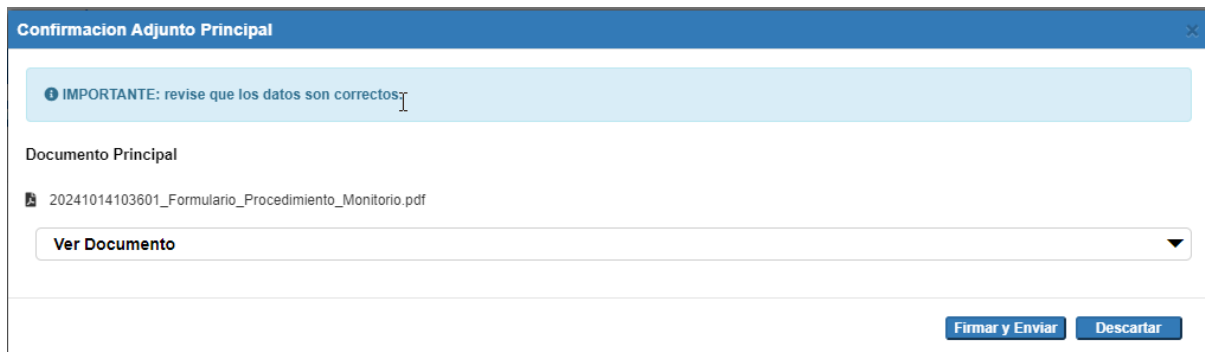 Confirmacion Adjunto Principal ×
IMPORTANTE: revise que los datos son correctos.
Documento Principal
20241014103601_Formulario_Procedimiento_Monitorio.pdf
Ver Documento
Firmar y Enviar Descartar